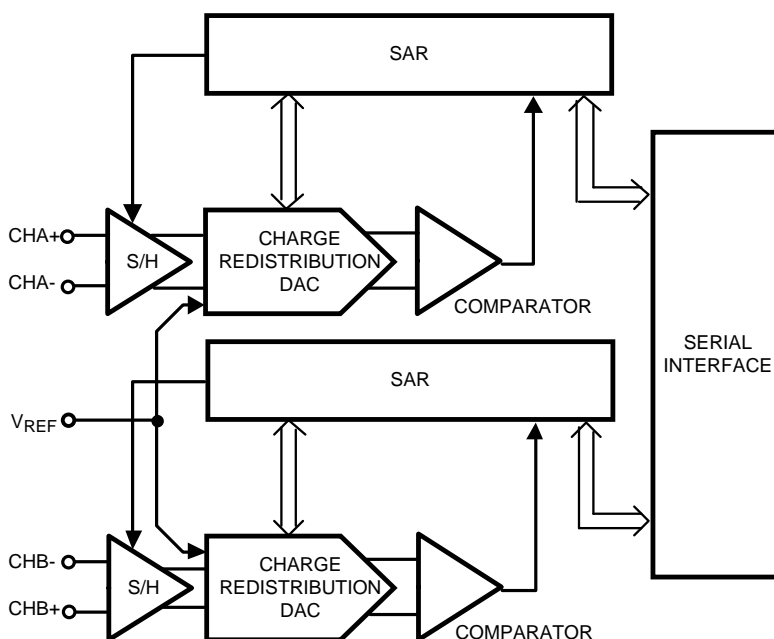 SAR
CHA+
S/H
CHARGE
REDISTRIBUTION
DAC
CHA-
COMPARATOR
SERIAL
INTERFACE
SAR
VREF
CHB-
S/H
CHARGE
REDISTRIBUTION
DAC
CHB+
COMPARATOR